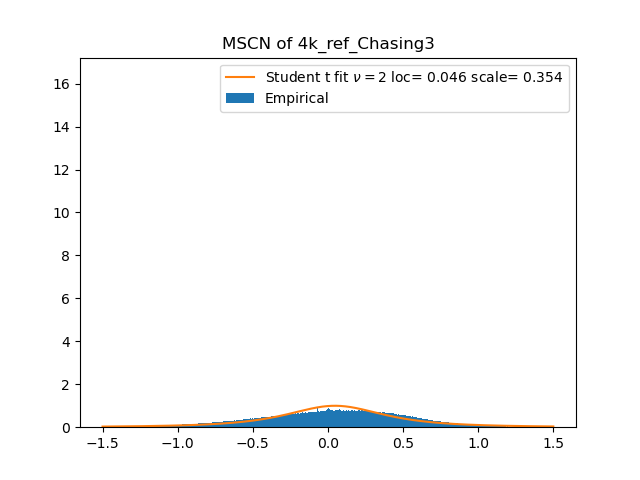 MSCN of 4k_ref_Chasing3
Student t fit ν = 2 loc= 0.046 scale= 0.354
Empirical
16
14
12
10
8
6
4
2
0
−1.5 −1.0 −0.5 0.0 0.5 1.0 1.5